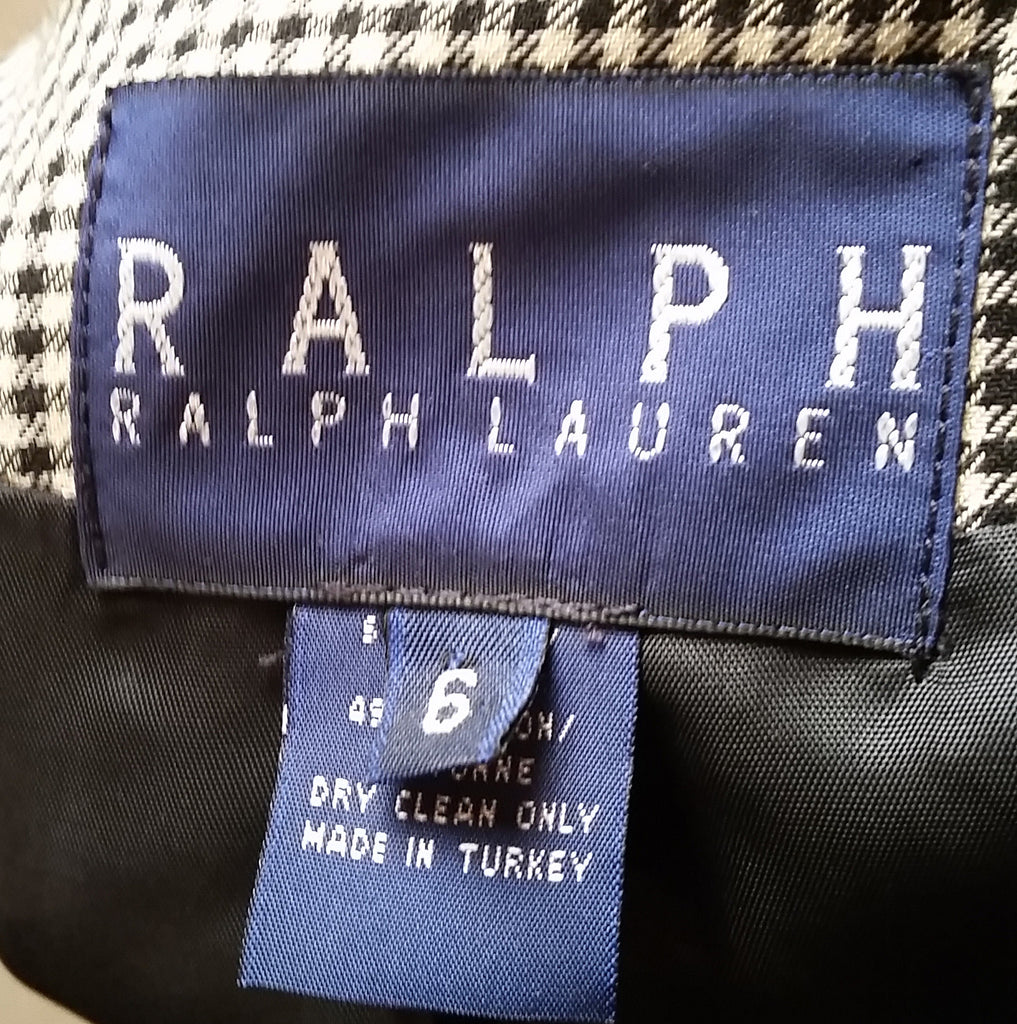 RALPH
RALPH LAUREN
6
DRY CLEAN ONLY
MADE IN TURKEY